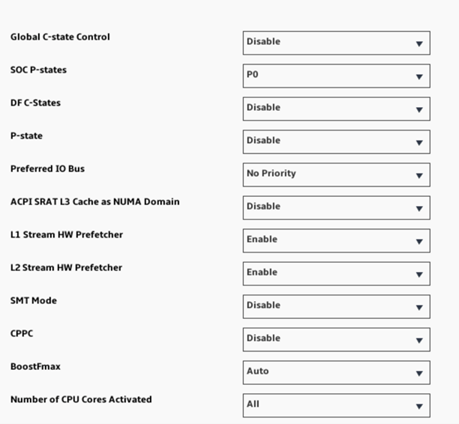 Global C-state Control Disable
SOC P-states P0
DF C-States Disable
P-state Disable
Preferred IO Bus No Priority
ACPI SRAT L3 Cache as NUMA Domain Disable
L1 Stream HW Prefetcher Enable
L2 Stream HW Prefetcher Enable
SMT Mode Disable
CPPC Disable
BoostFmax Auto
Number of CPU Cores Activated All